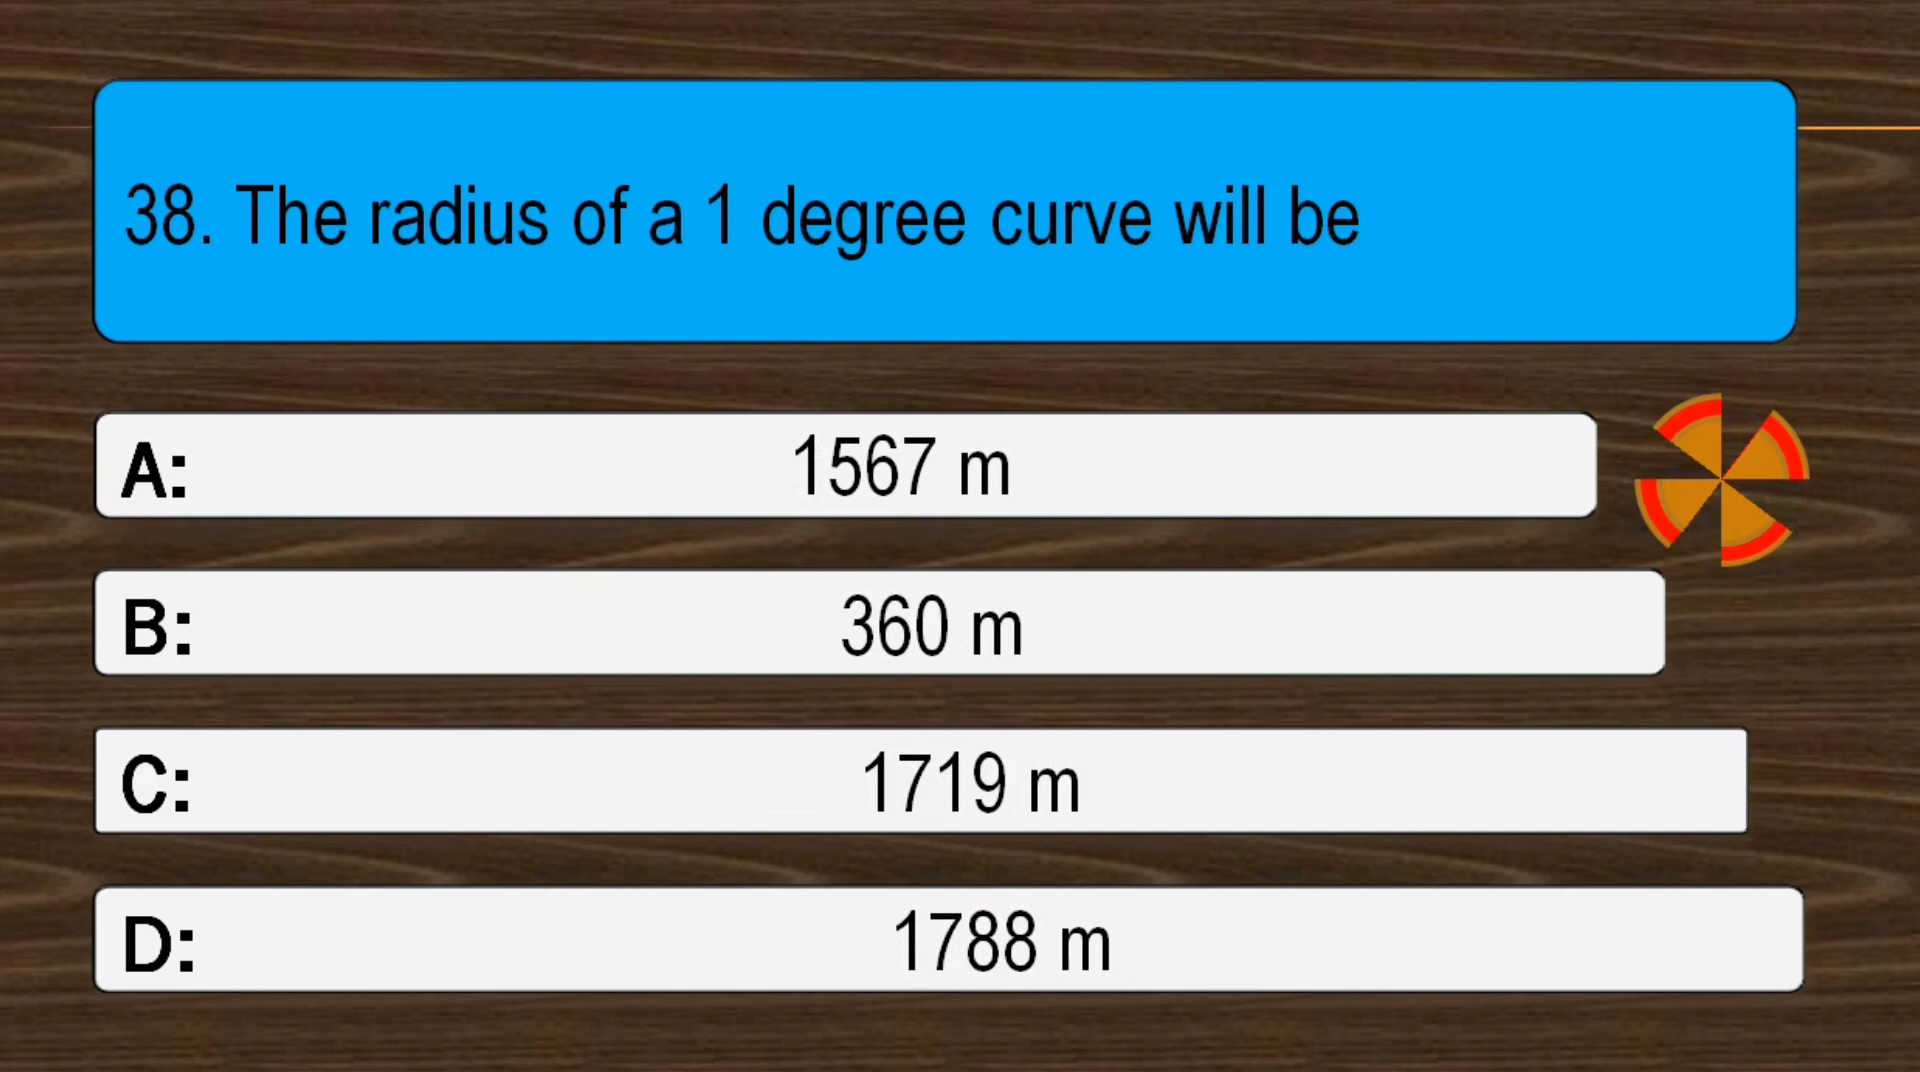 38. The radius of a 1 degree curve will be
A: 1567 m
B: 360 m
C: 1719 m
D: 1788 m